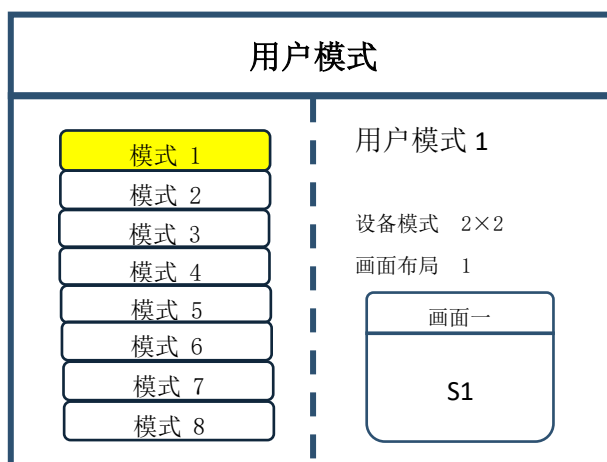 用户模式
模式 1
模式 2
模式 3
模式 4
模式 5
模式 6
模式 7
模式 8
用户模式 1
设备模式 2×2
画面布局 1
画面一
S1